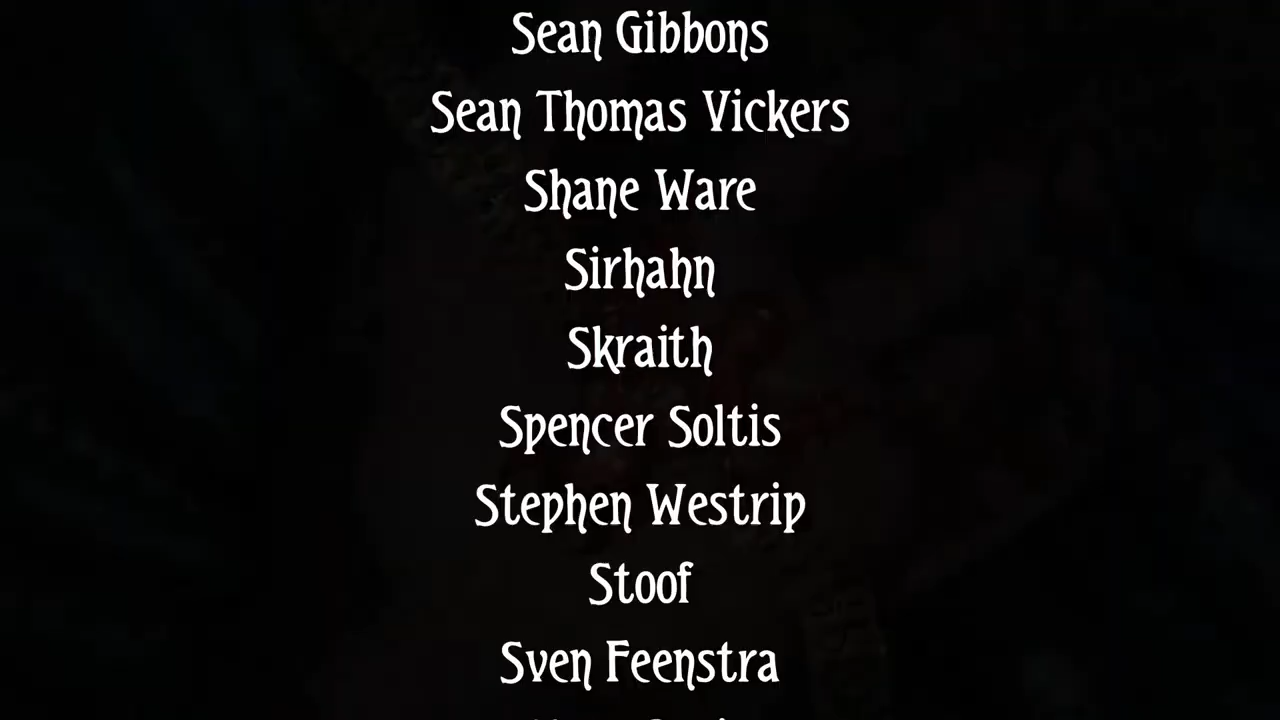 Sean Gibbons
Sean Thomas Vickers
Shane Ware
Sirhahn
Skraith
Spencer Soltis
Stephen Westrip
Stoof
Sven Feenstra